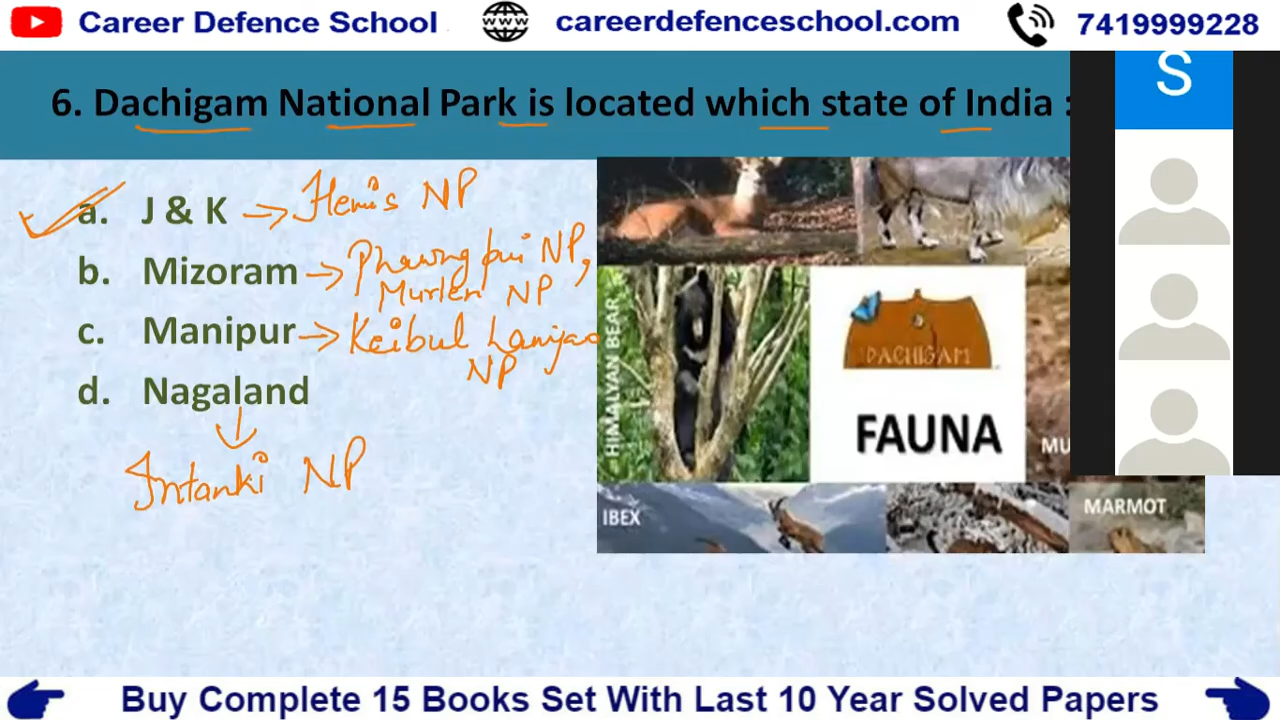 Career Defence School
www
careerdefenceschool.com
7419999228
6. Dachigam National Park is located which state of India :
S
a. J & K → Hemis NP
b. Mizoram → Phawngpui NP,
Murlen NP
c. Manipur → Keibul Lamjao
NP
d. Nagaland
Intanki NP
HIMALYAN BEAR
DACHIGAM
FAUNA
MU
IBEX
MARMOT
Buy Complete 15 Books Set With Last 10 Year Solved Papers